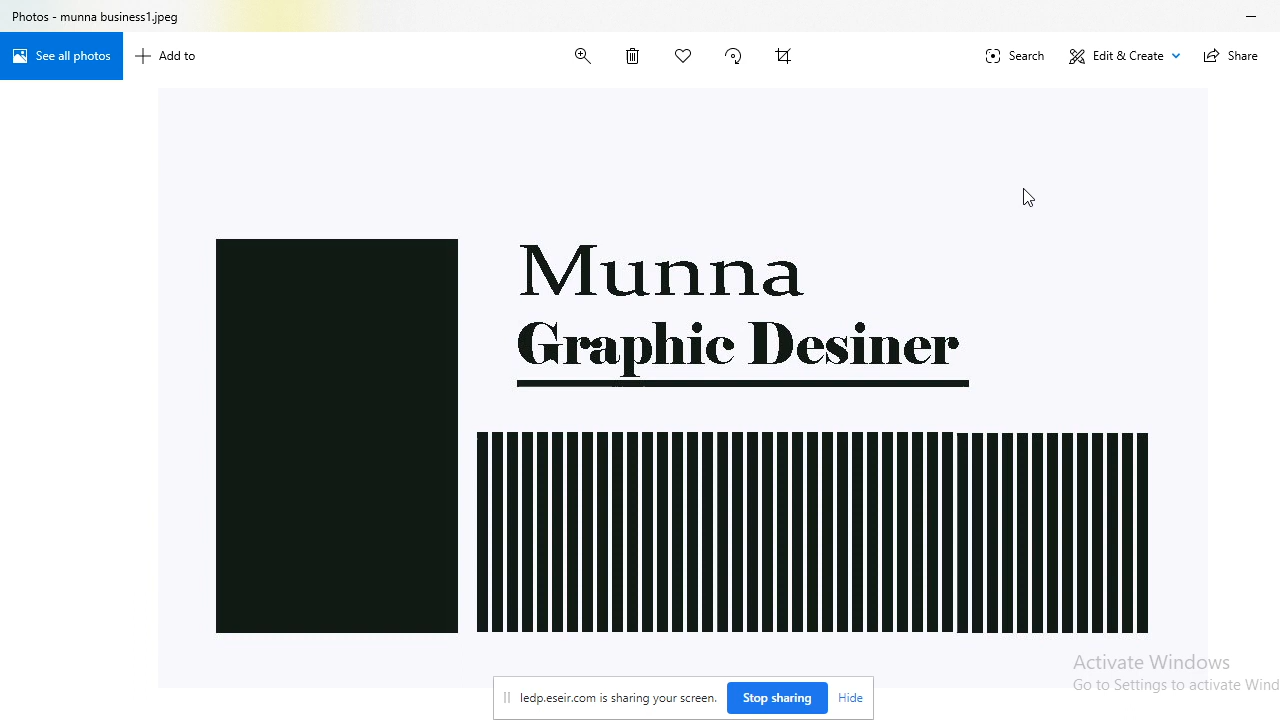 Photos - munna business1.jpeg
See all photos
Add to
Search
Edit & Create
Share
Munna
Graphic Desiner
Activate Windows
Go to Settings to activate Wind
ledp.eseir.com is sharing your screen.
Stop sharing
Hide